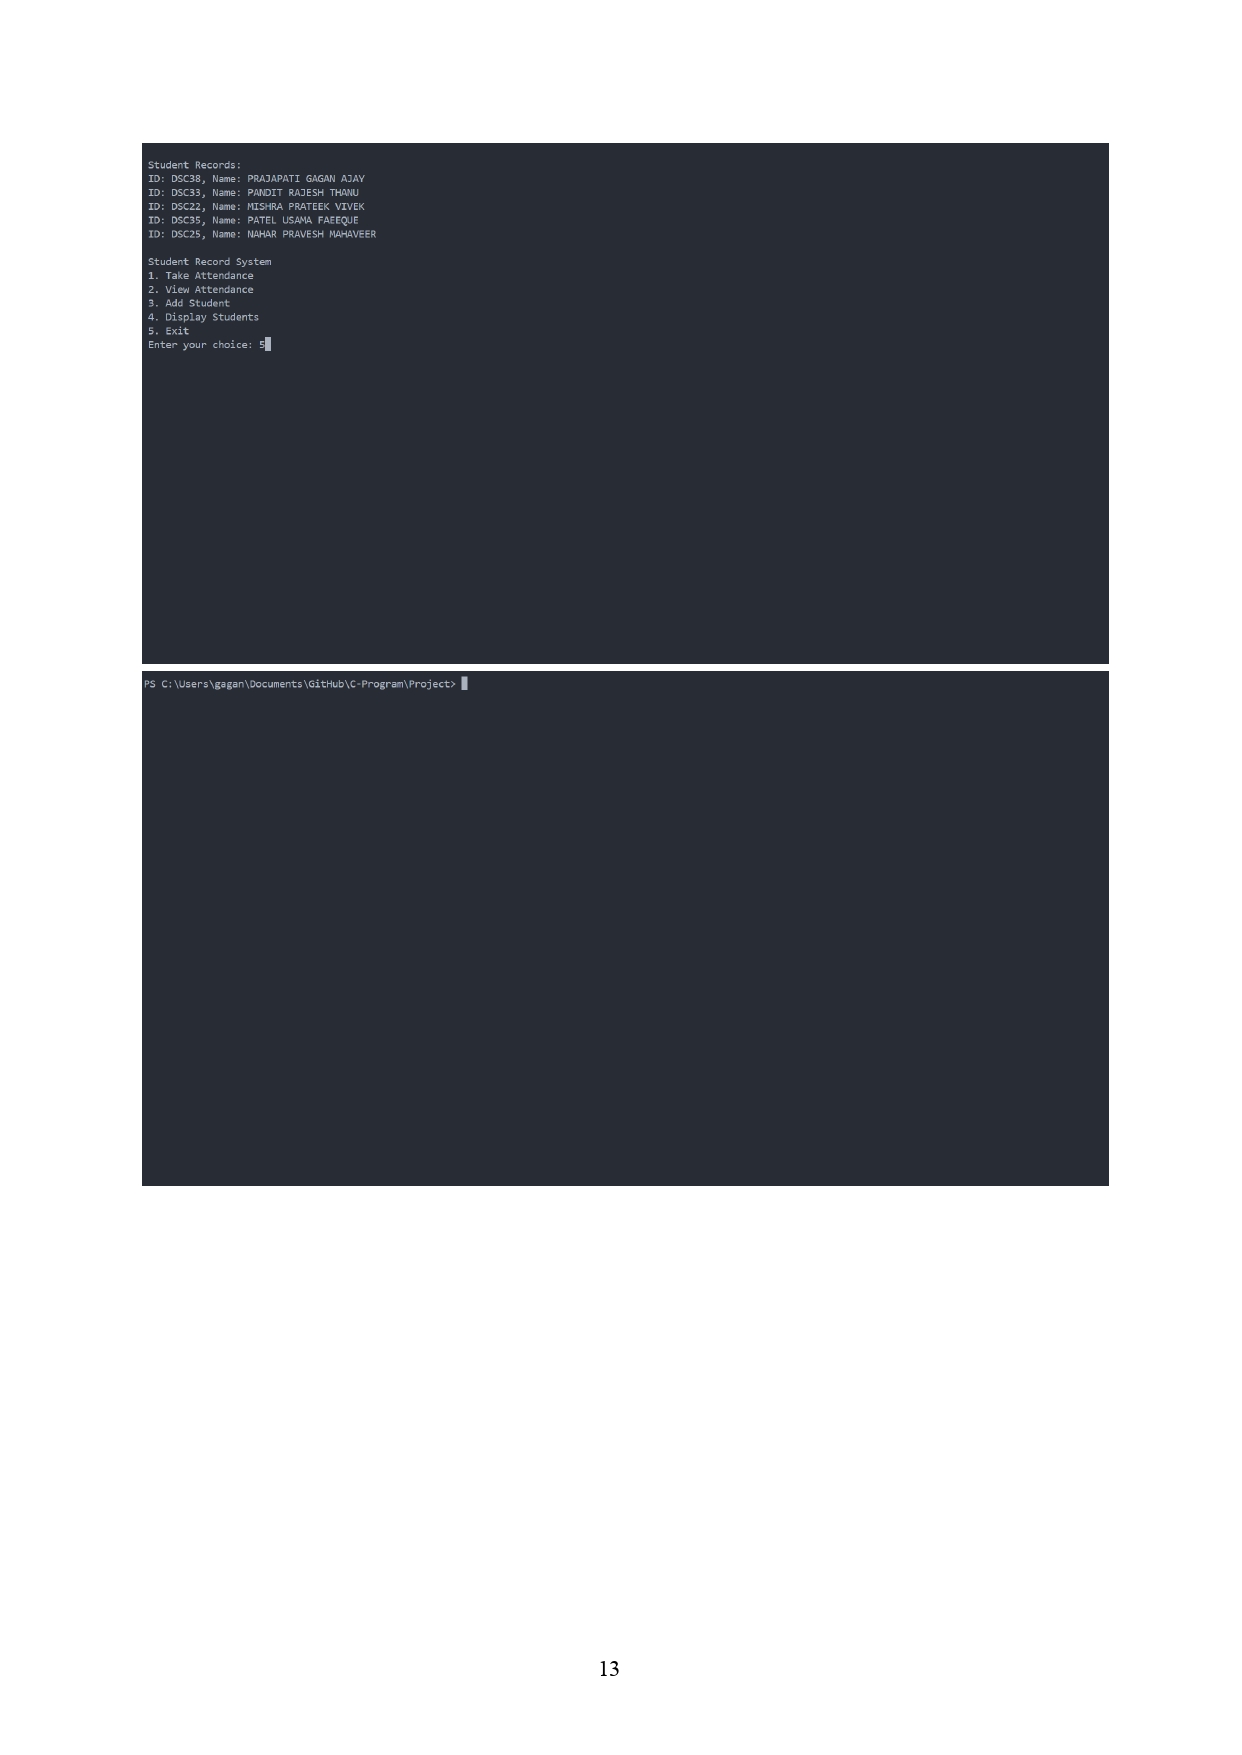 Student Records:
ID: DSC38, Name: PRAJAPATI GAGAN AJAY
ID: DSC33, Name: PANDIT RAJESH THANU
ID: DSC22, Name: MISHRA PRATEEK VIVEK
ID: DSC35, Name: PATEL USAMA FAEEQUE
ID: DSC25, Name: NAHAR PRAVESH MAHAVEER
Student Record System
1. Take Attendance
2. View Attendance
3. Add Student
4. Display Students
5. Exit
Enter your choice: 5
PS C:\Users\gagan\Documents\GitHub\C-Program\Project>
13